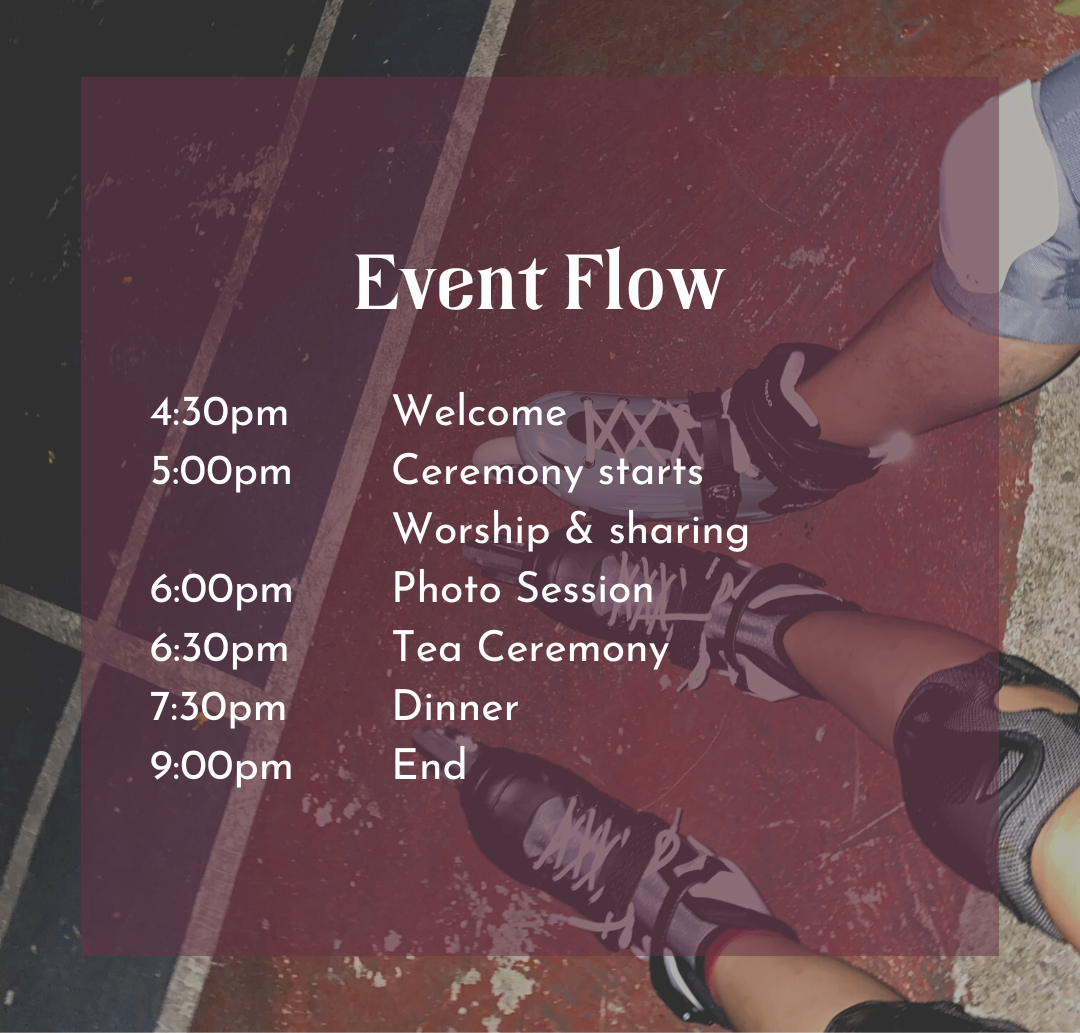 Event Flow
4:30pm Welcome
5:00pm Ceremony starts
Worship & sharing
6:00pm Photo Session
6:30pm Tea Ceremony
7:30pm Dinner
9:00pm End